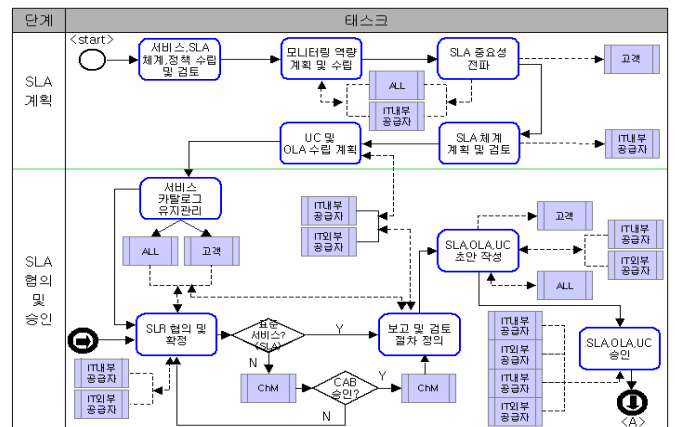 단계
태스크
<start>
서비스,SLA
체계,정책 수립
및 검토
모니터링 역량
계획 및 수립
SLA 중요성
전파
고객
ALL
IT내부
공급자
SLA
계획
UC 및
OLA 수립 계획
SLA 체계
계획 및 검토
IT내부
공급자
서비스
카탈로그
유지관리
ALL
고객
IT내부
공급자
IT외부
공급자
SLA,OLA,UC
초안 작성
고객
ALL
IT내부
공급자
IT외부
공급자
SLA
협의
및
승인
SLR 협의 및
확정
표준
서비스?
(SLA)
Y
N
보고 및 검토
절차 정의
IT내부
공급자
IT외부
공급자
ChM
CAB
승인?
Y
N
ChM
IT내부
공급자
IT외부
공급자
IT내부
공급자
IT외부
공급자
SLA,OLA,UC
승인
<A>